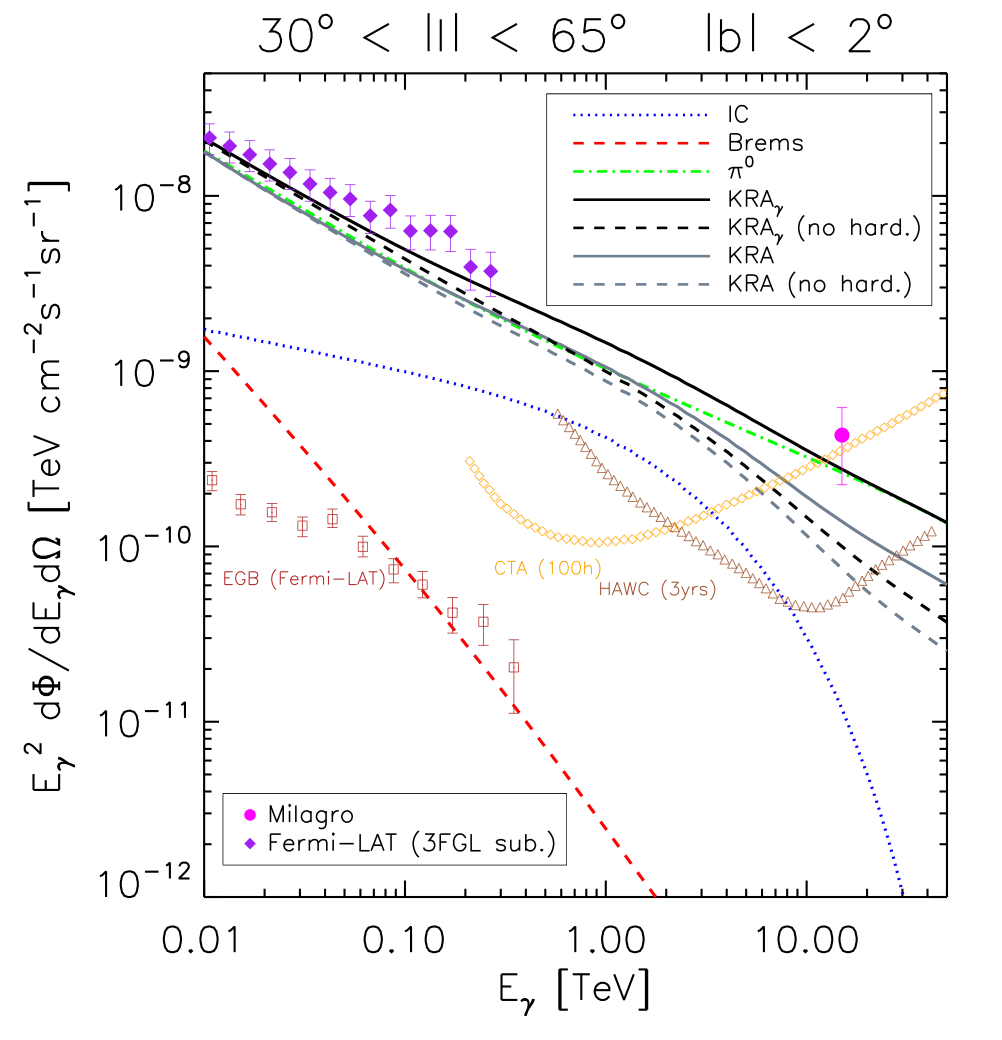 30° < |l| < 65° |b| < 2°
IC
Brems
π⁰
KRAγ
KRAγ (no hard.)
KRA
KRA (no hard.)
10⁻⁸
10⁻⁹
10⁻¹⁰
10⁻¹¹
10⁻¹²
Eγ² dΦ/dEγdΩ [TeV cm⁻²s⁻¹sr⁻¹]
EGB (Fermi−LAT)
CTA (100h)
HAWC (3yrs)
Milagro
Fermi−LAT (3FGL sub.)
0.01 0.10 1.00 10.00
Eγ [TeV]